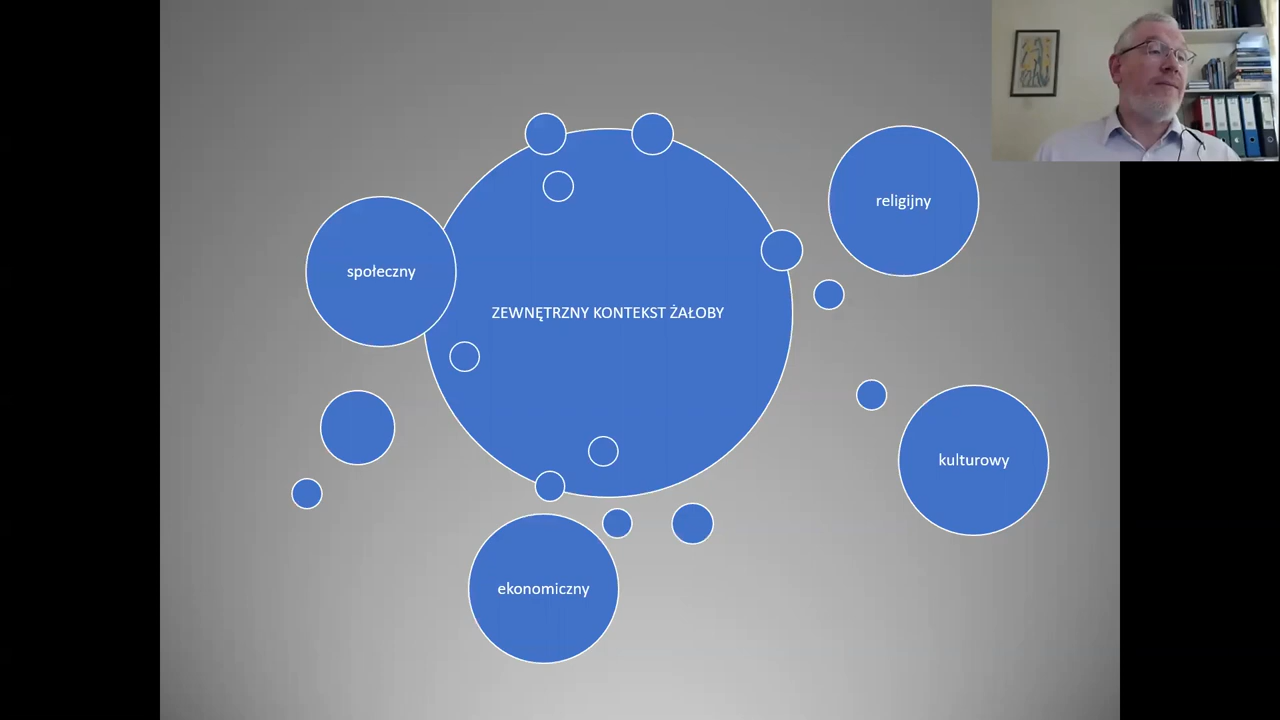 religijny
społeczny
ZEWNĘTRZNY KONTEKST ŻAŁOBY
kulturowy
ekonomiczny